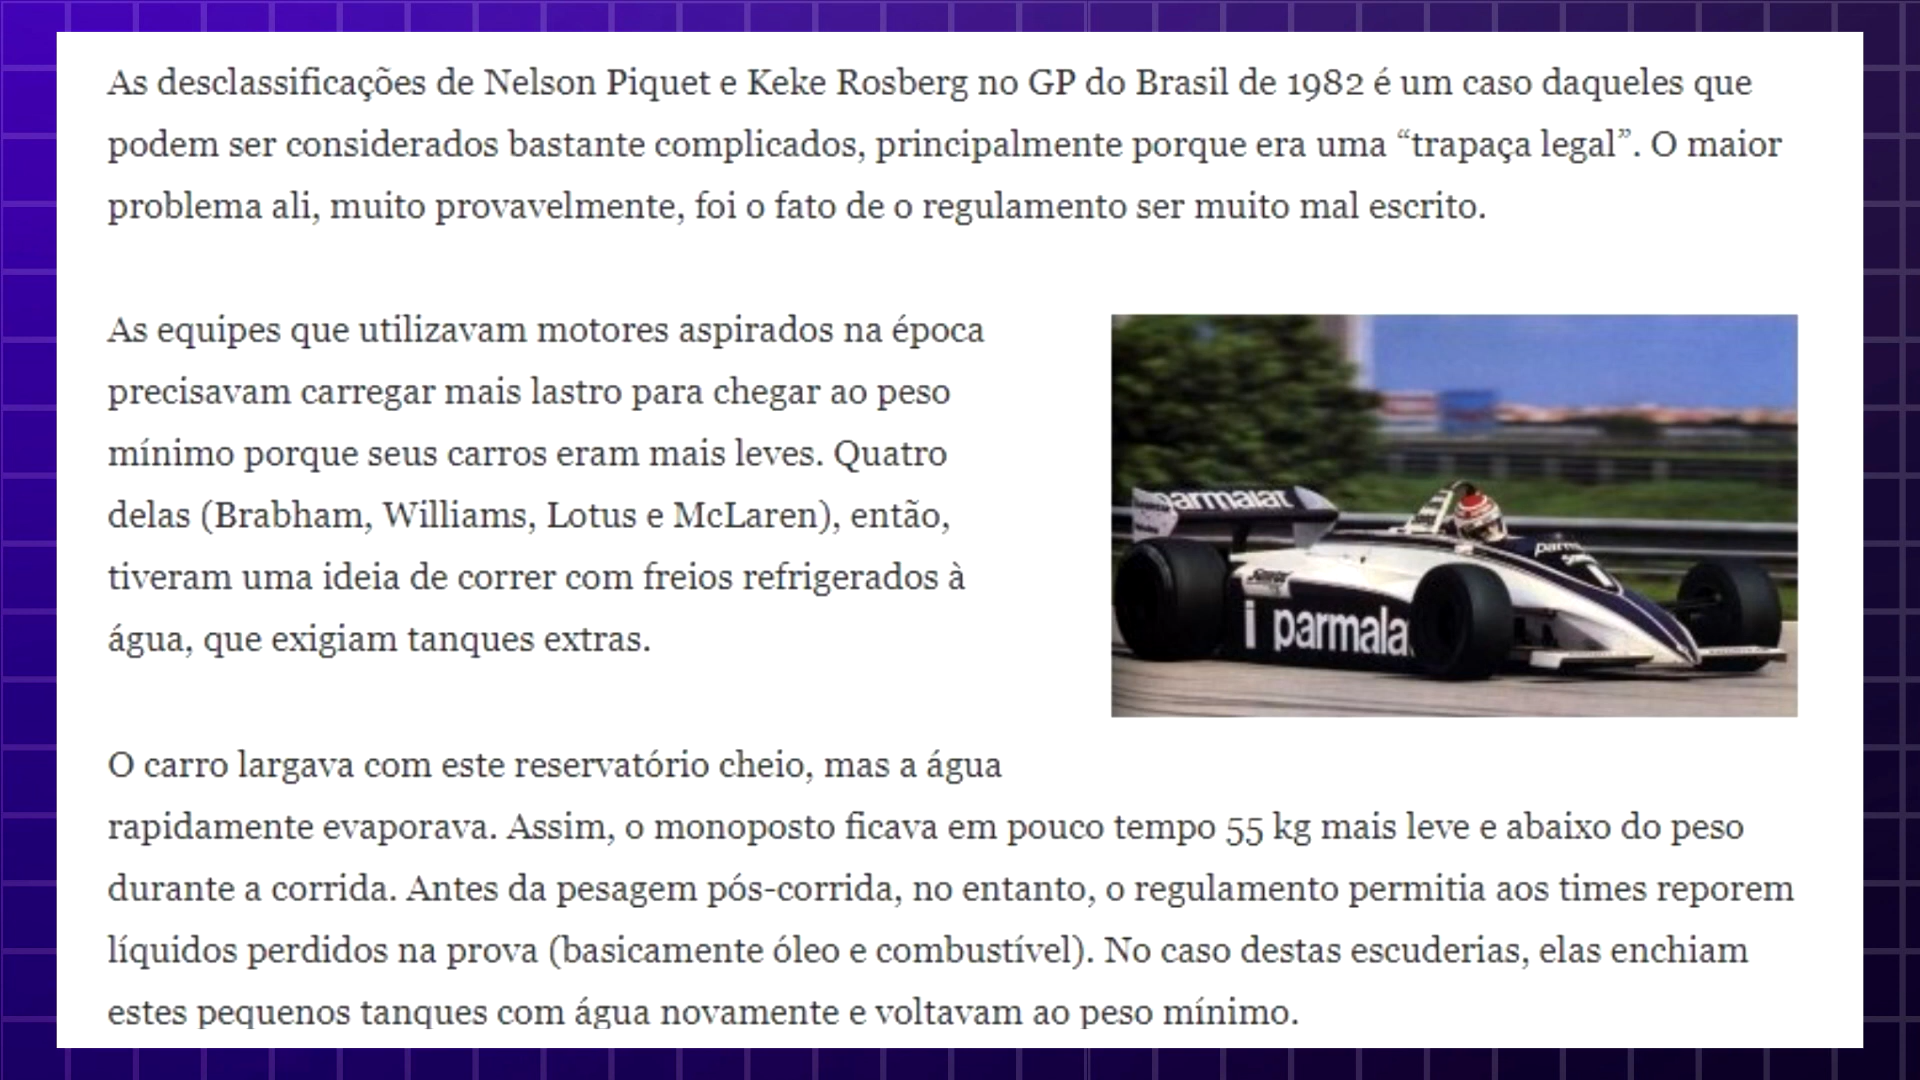 As desclassificações de Nelson Piquet e Keke Rosberg no GP do Brasil de 1982 é um caso daqueles que
podem ser considerados bastante complicados, principalmente porque era uma “trapaça legal”. O maior
problema ali, muito provavelmente, foi o fato de o regulamento ser muito mal escrito.
As equipes que utilizavam motores aspirados na época
precisavam carregar mais lastro para chegar ao peso
mínimo porque seus carros eram mais leves. Quatro
delas (Brabham, Williams, Lotus e McLaren), então,
tiveram uma ideia de correr com freios refrigerados à
água, que exigiam tanques extras.
parmalat
parmala
O carro largava com este reservatório cheio, mas a água
rapidamente evaporava. Assim, o monoposto ficava em pouco tempo 55 kg mais leve e abaixo do peso
durante a corrida. Antes da pesagem pós-corrida, no entanto, o regulamento permitia aos times reporem
líquidos perdidos na prova (basicamente óleo e combustível). No caso destas escuderias, elas enchiam
estes pequenos tanques com água novamente e voltavam ao peso mínimo.